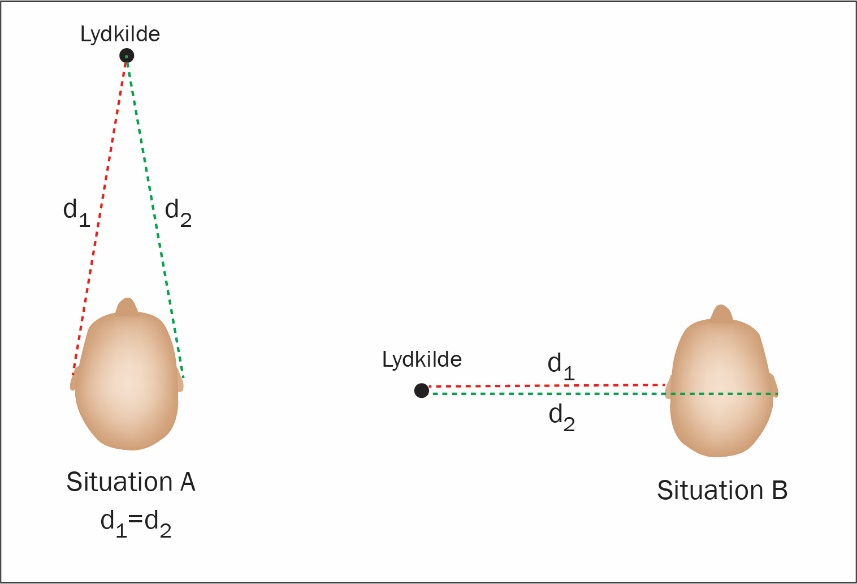 Lydkilde
d₁
d₂
Situation A
d₁=d₂
Lydkilde
d₁
d₂
Situation B